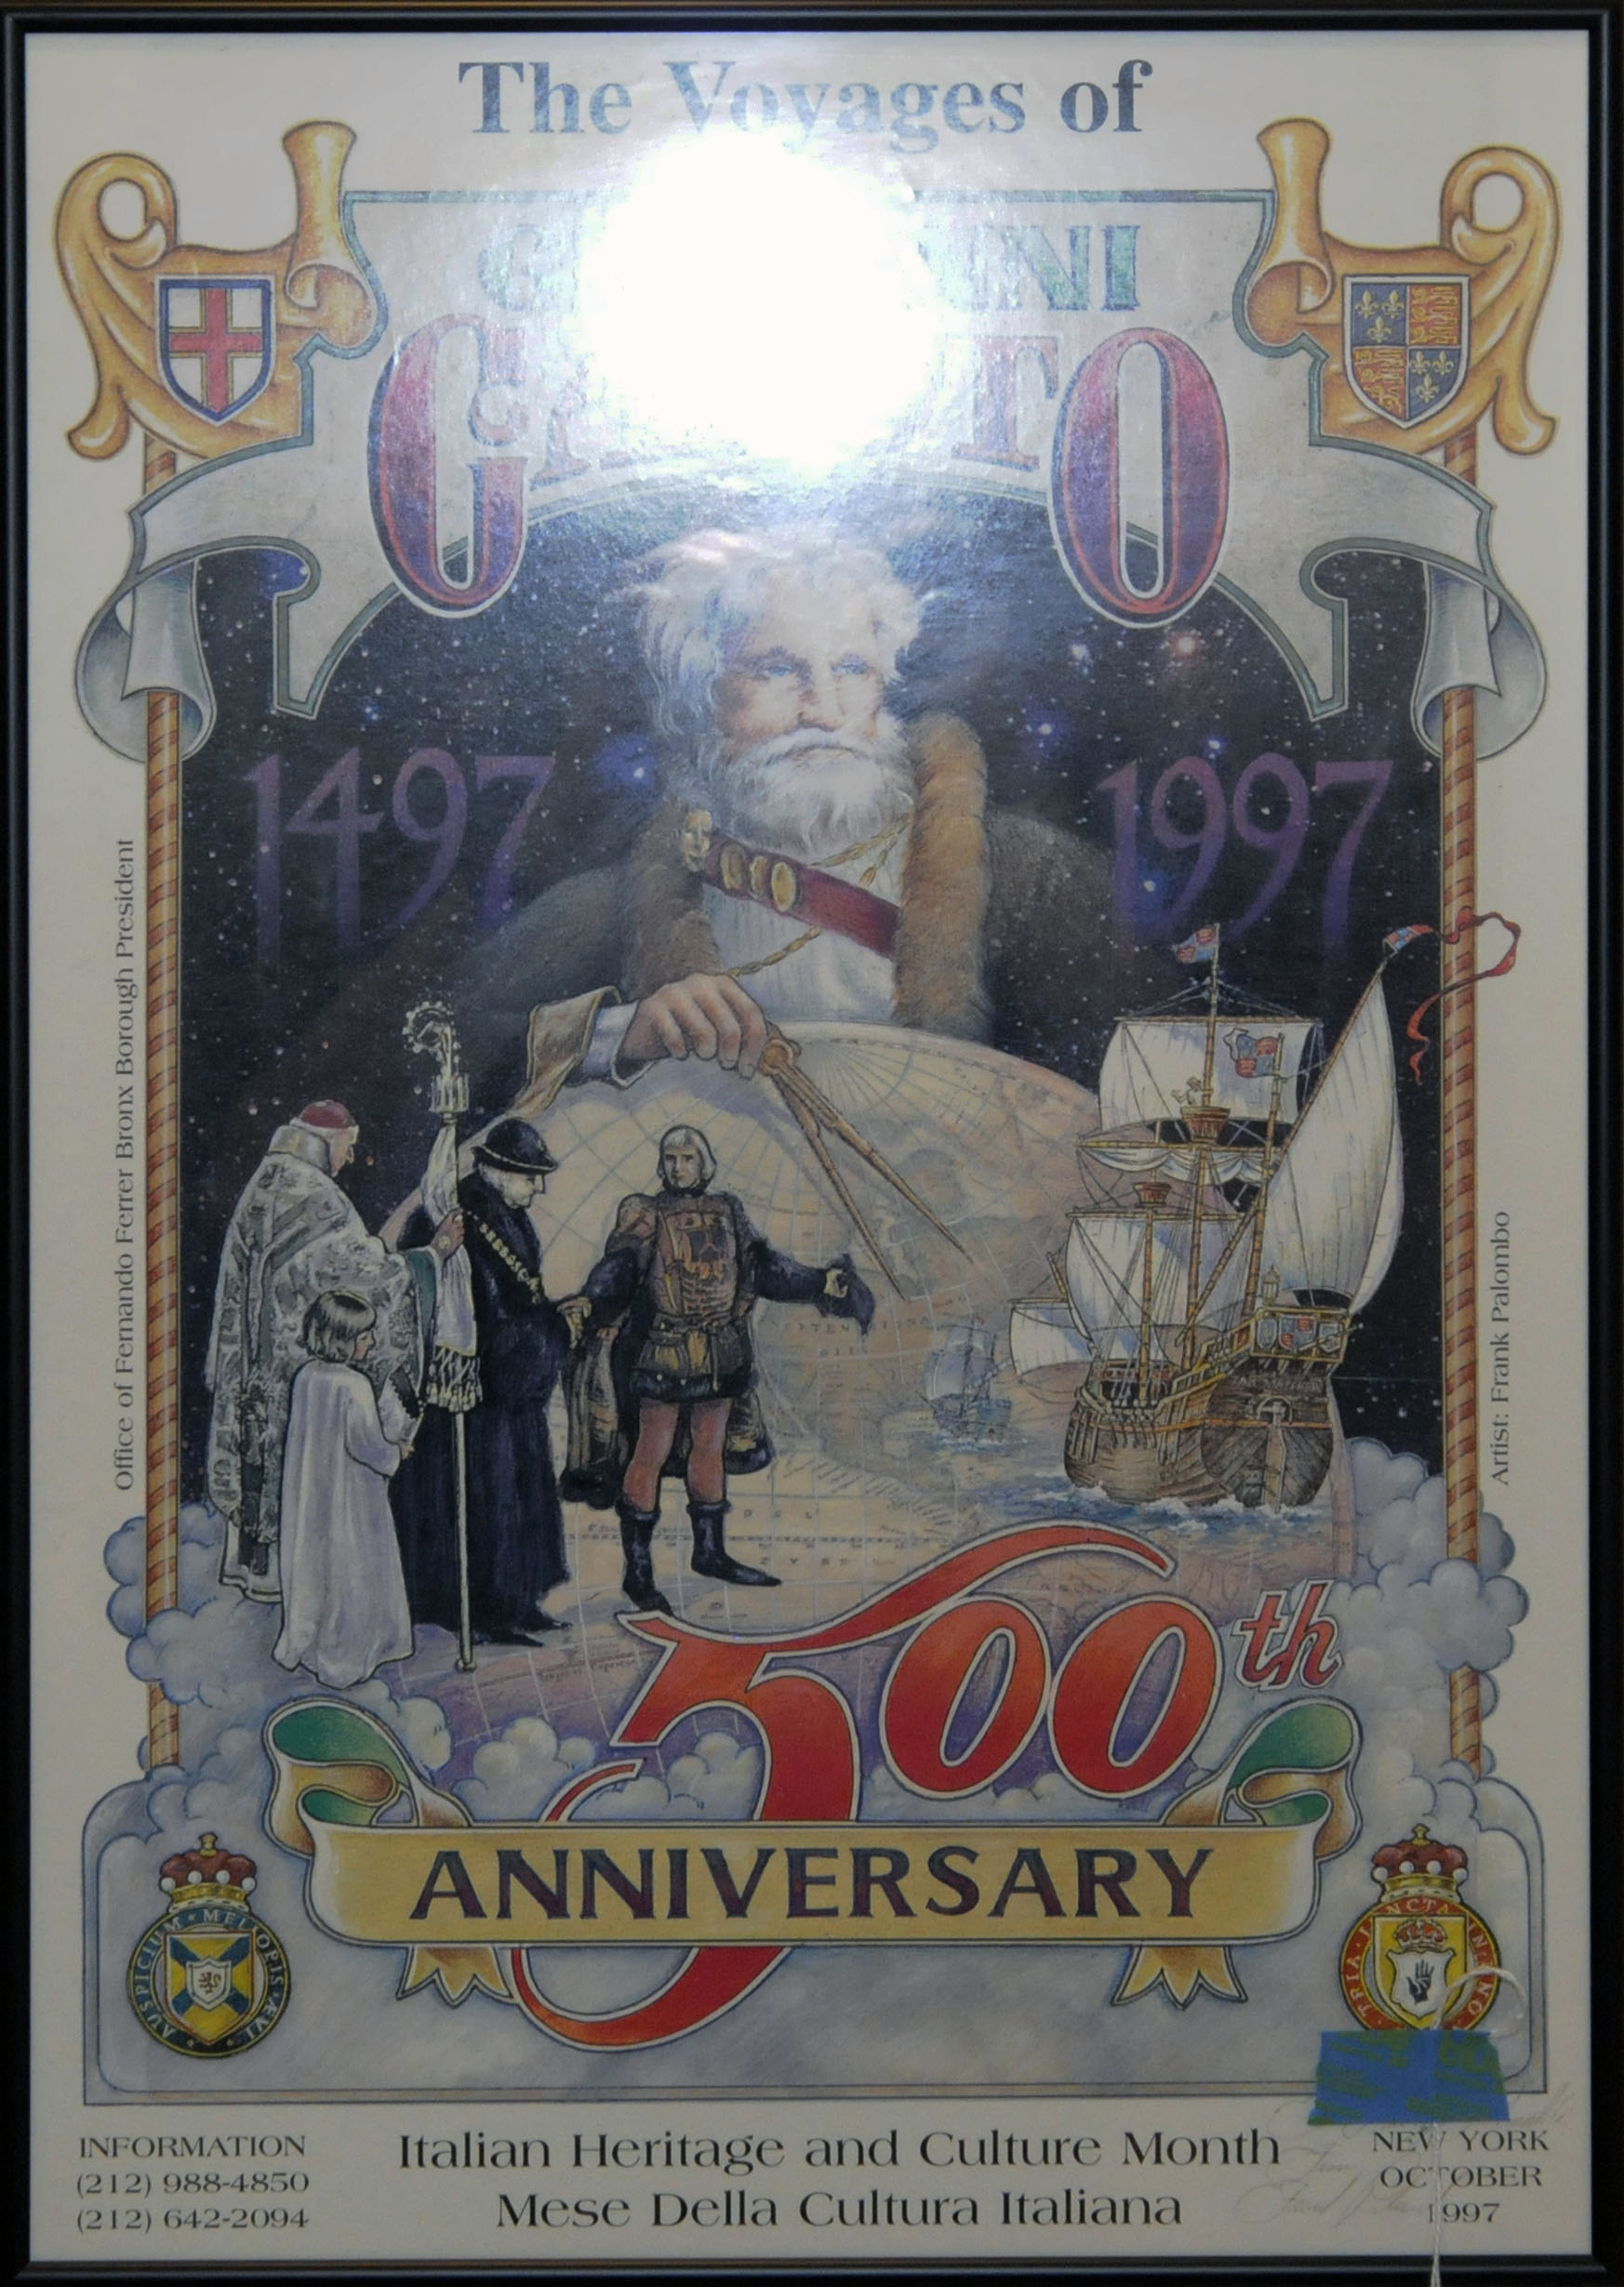 The Voyages of
1497
1997
Office of Fernando Ferrer Bronx Borough President
Artist: Frank Palombo
500th
ANNIVERSARY
AUSPICIUM MELIORIS ÆVI
INFORMATION
(212) 988-4850
(212) 642-2094
Italian Heritage and Culture Month
Mese Della Cultura Italiana
NEW YORK
OCTOBER
1997